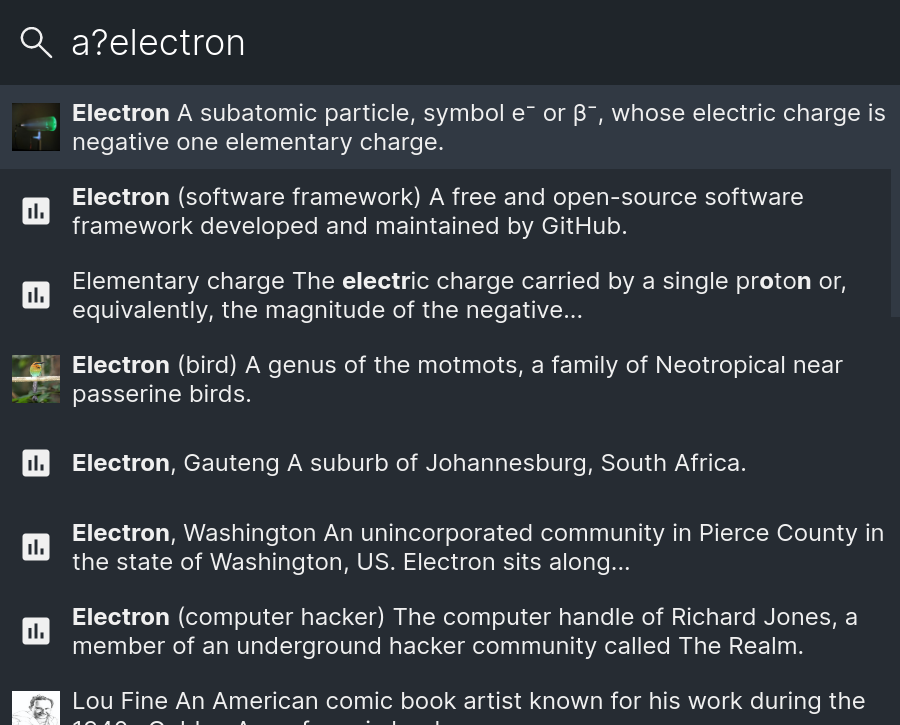 a?electron
Electron A subatomic particle, symbol e⁻ or β⁻, whose electric charge is
negative one elementary charge.
Electron (software framework) A free and open-source software
framework developed and maintained by GitHub.
Elementary charge The electric charge carried by a single proton or,
equivalently, the magnitude of the negative...
Electron (bird) A genus of the motmots, a family of Neotropical near
passerine birds.
Electron, Gauteng A suburb of Johannesburg, South Africa.
Electron, Washington An unincorporated community in Pierce County in
the state of Washington, US. Electron sits along...
Electron (computer hacker) The computer handle of Richard Jones, a
member of an underground hacker community called The Realm.
Lou Fine An American comic book artist known for his work during the